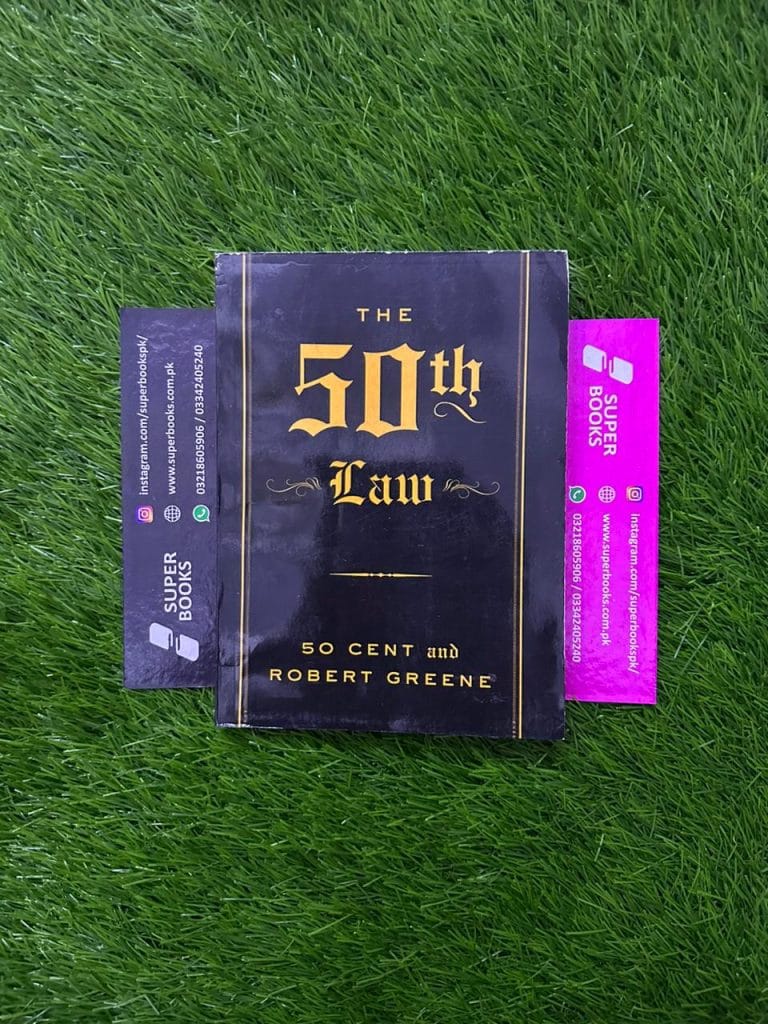 THE
50th
Law
50 CENT and
ROBERT GREENE
instagram.com/superbookspk/
www.superbooks.com.pk
03218605906 / 03342405240
SUPER
BOOKS
SUPER
BOOKS
instagram.com/superbookspk/
www.superbooks.com.pk
03218605906 / 03342405240